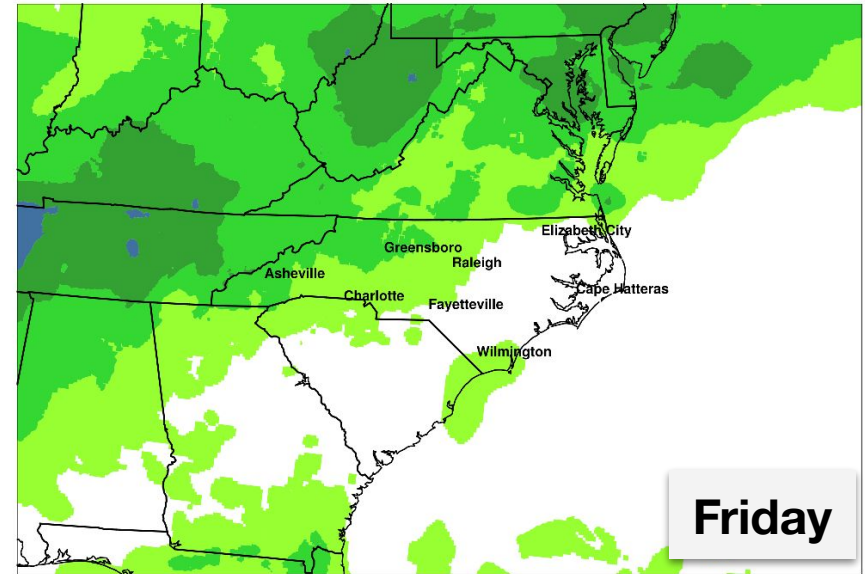 Elizabeth City
Greensboro
Raleigh
Asheville
Cape Hatteras
Charlotte
Fayetteville
Wilmington
Friday